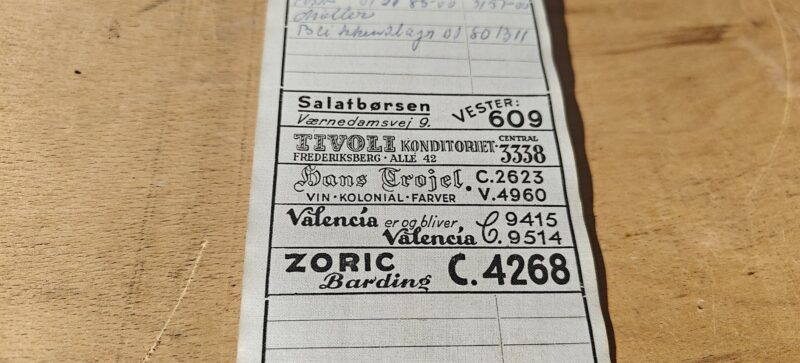 Møller
Salatbørsen VESTER:
Værnedamsvej 9. 609
TIVOLI KONDITORIET· CENTRAL
FREDERIKSBERG · ALLE 42 3338
Hans Trojel. C.2623
VIN · KOLONIAL · FARVER V.4960
Valencia er og bliver C. 9415
Valencia C. 9514
ZORIC C. 4268
Barding